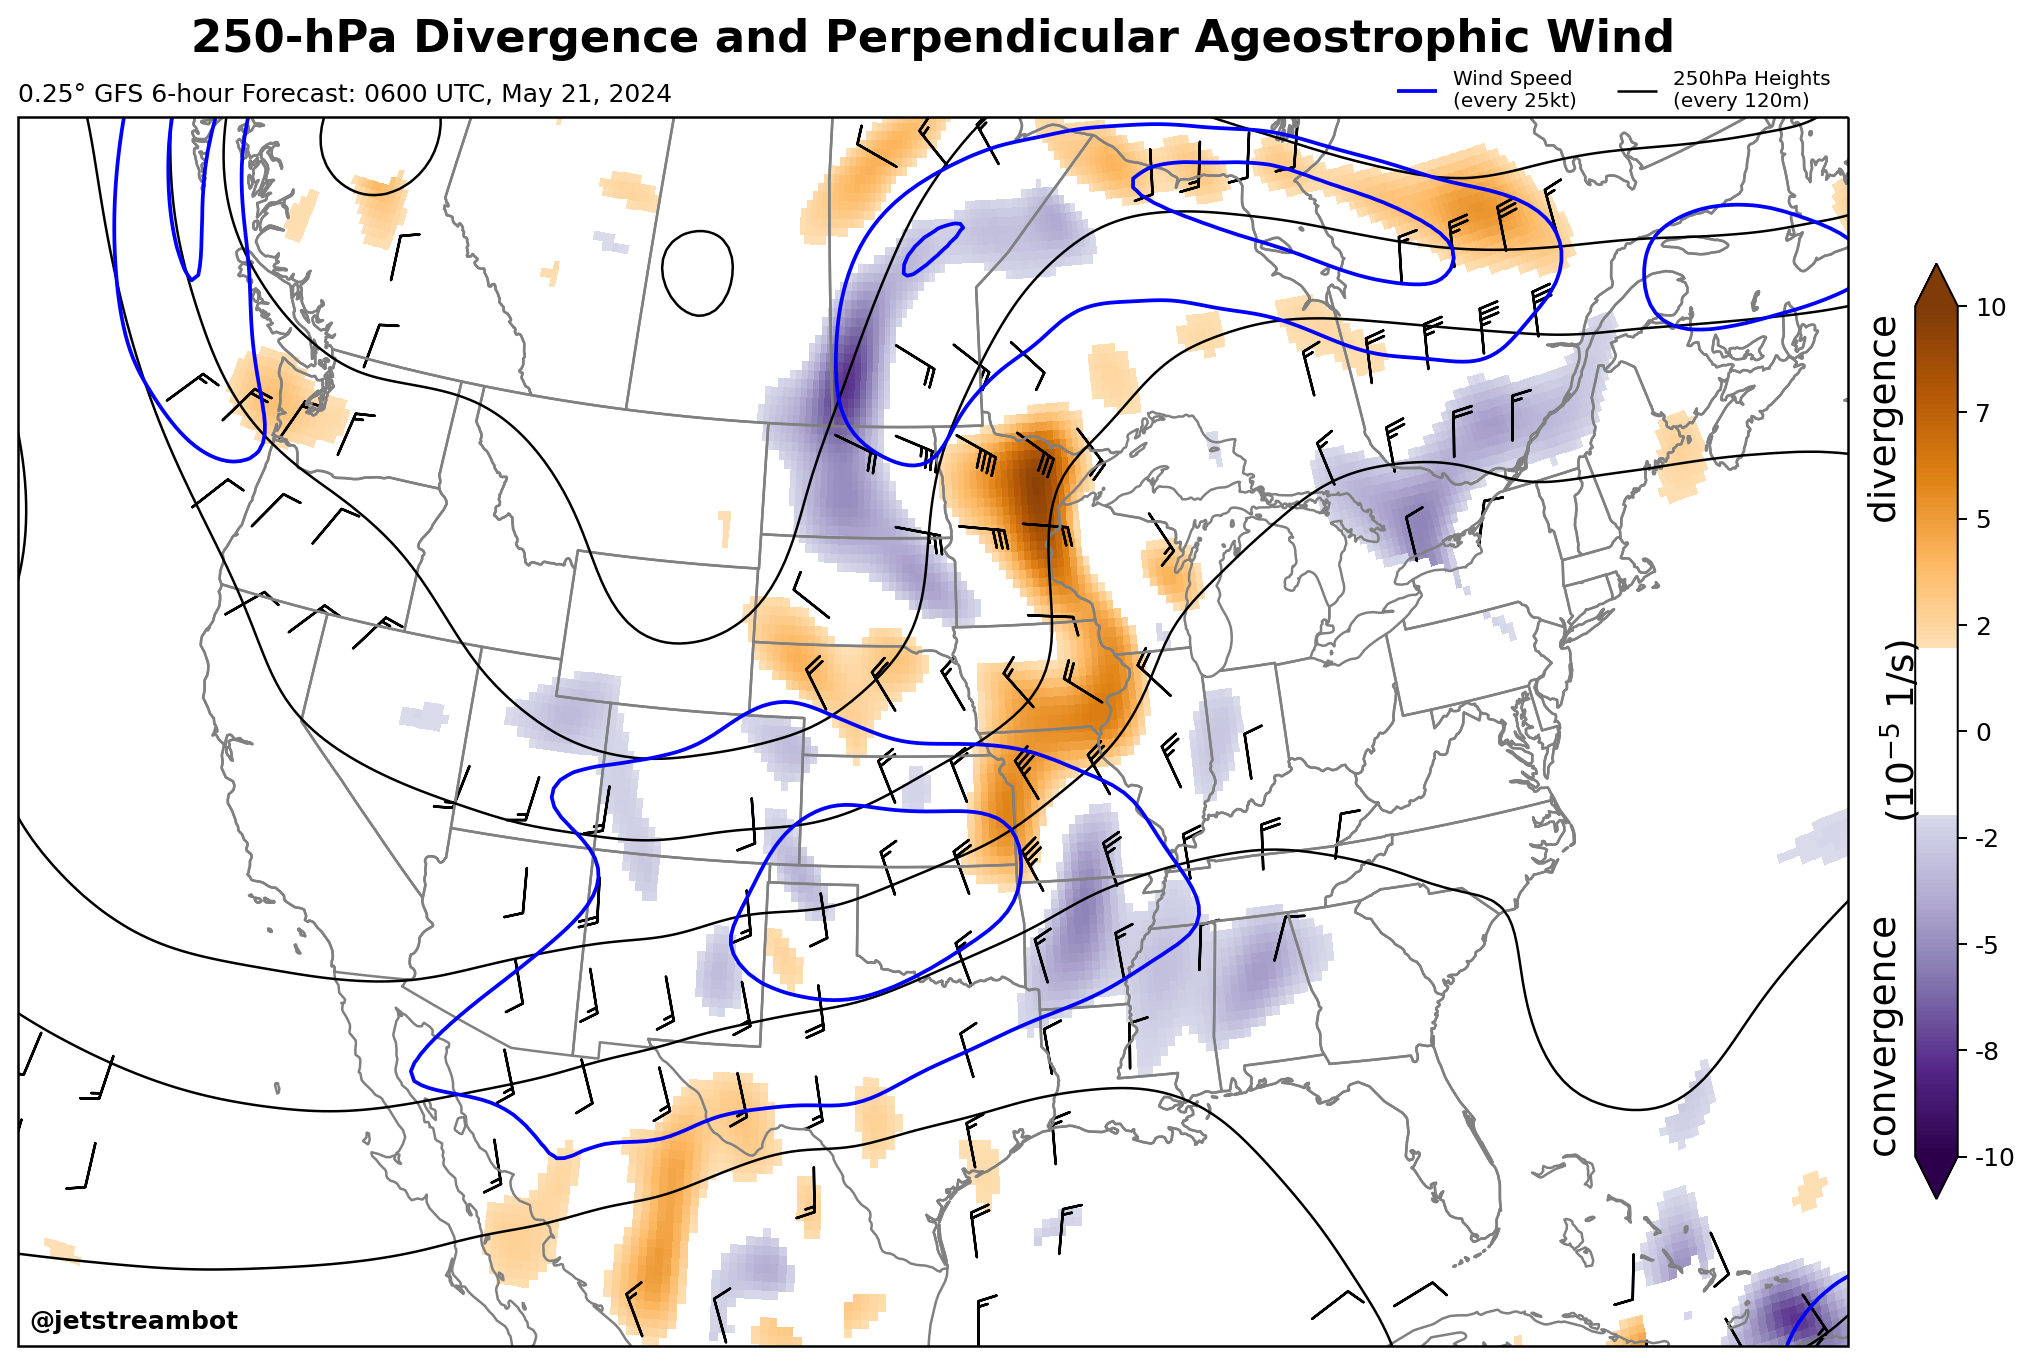 250-hPa Divergence and Perpendicular Ageostrophic Wind
0.25° GFS 6-hour Forecast: 0600 UTC, May 21, 2024
Wind Speed
(every 25kt)
250hPa Heights
(every 120m)
10
7
5
2
0
-2
-5
-8
-10
divergence
(10⁻⁵ 1/s)
convergence
@jetstreambot